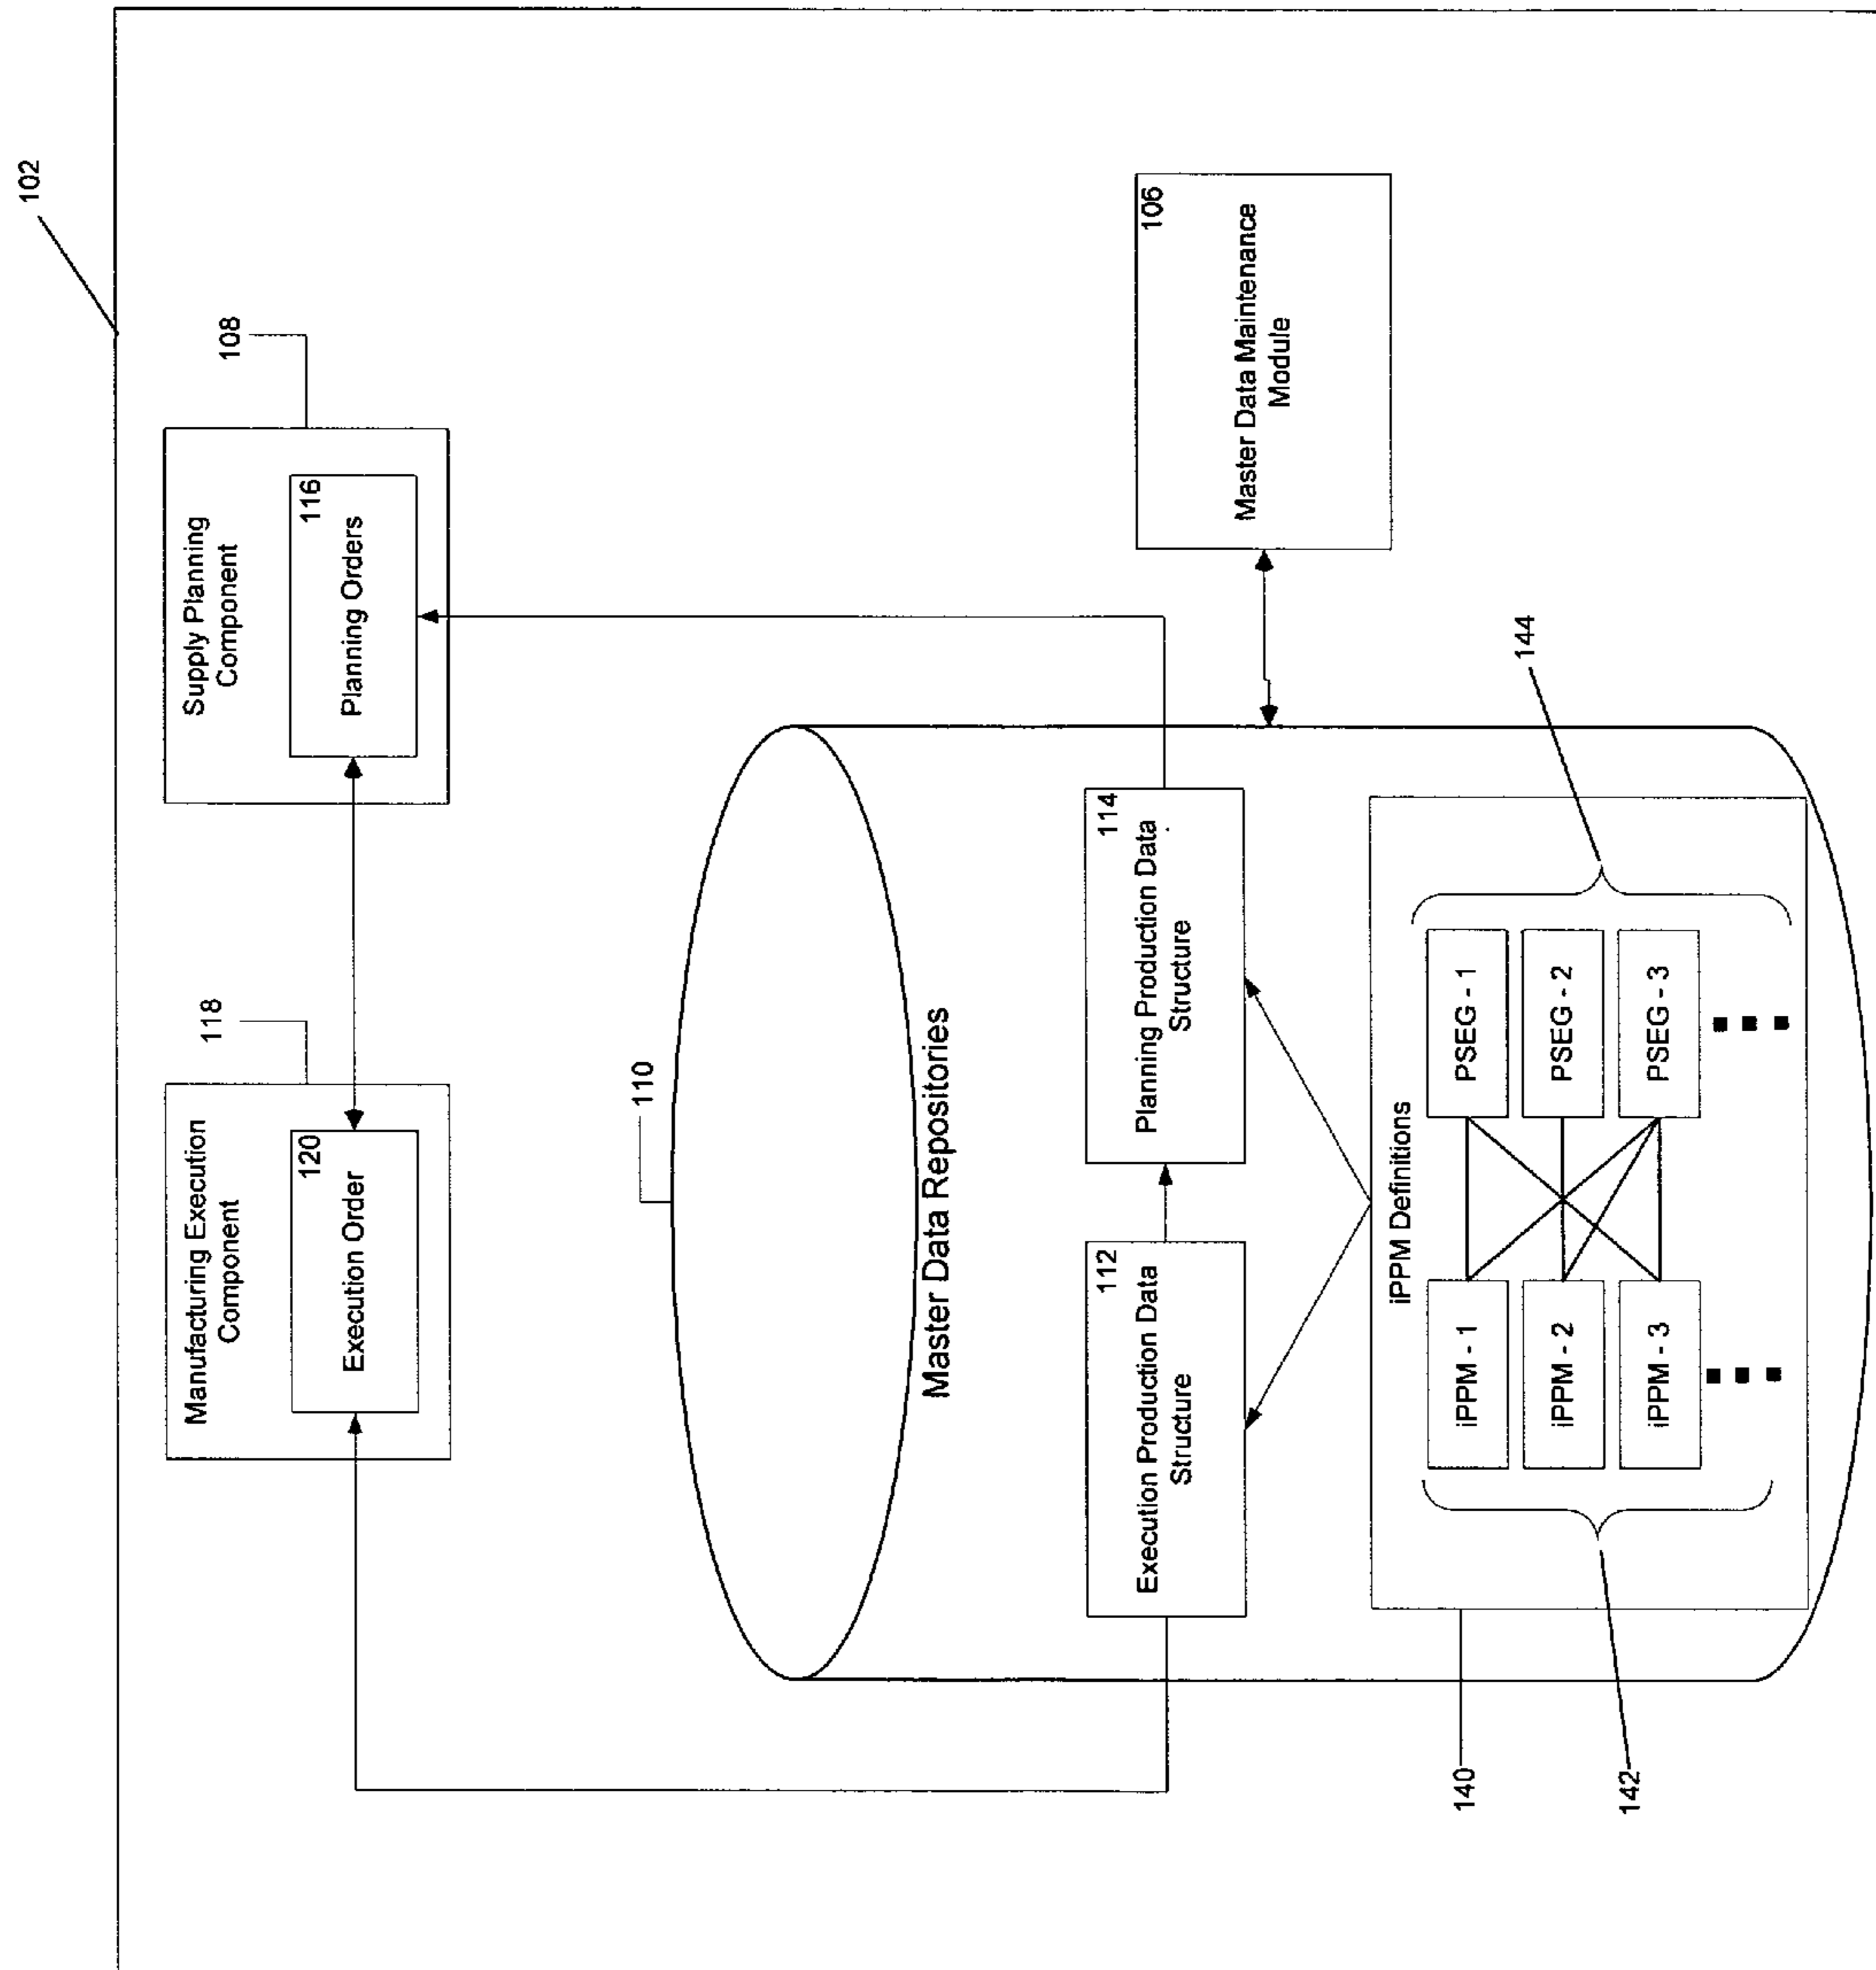 102
118
108
Manufacturing Execution
Component
120
Execution Order
Supply Planning
Component
116
Planning Orders
110
Master Data Repositories
112
Execution Production Data
Structure
114
Planning Production Data
Structure
106
Master Data Maintenance
Module
iPPM Definitions
iPPM - 1
PSEG - 1
iPPM - 2
PSEG - 2
iPPM - 3
PSEG - 3
140
142
144